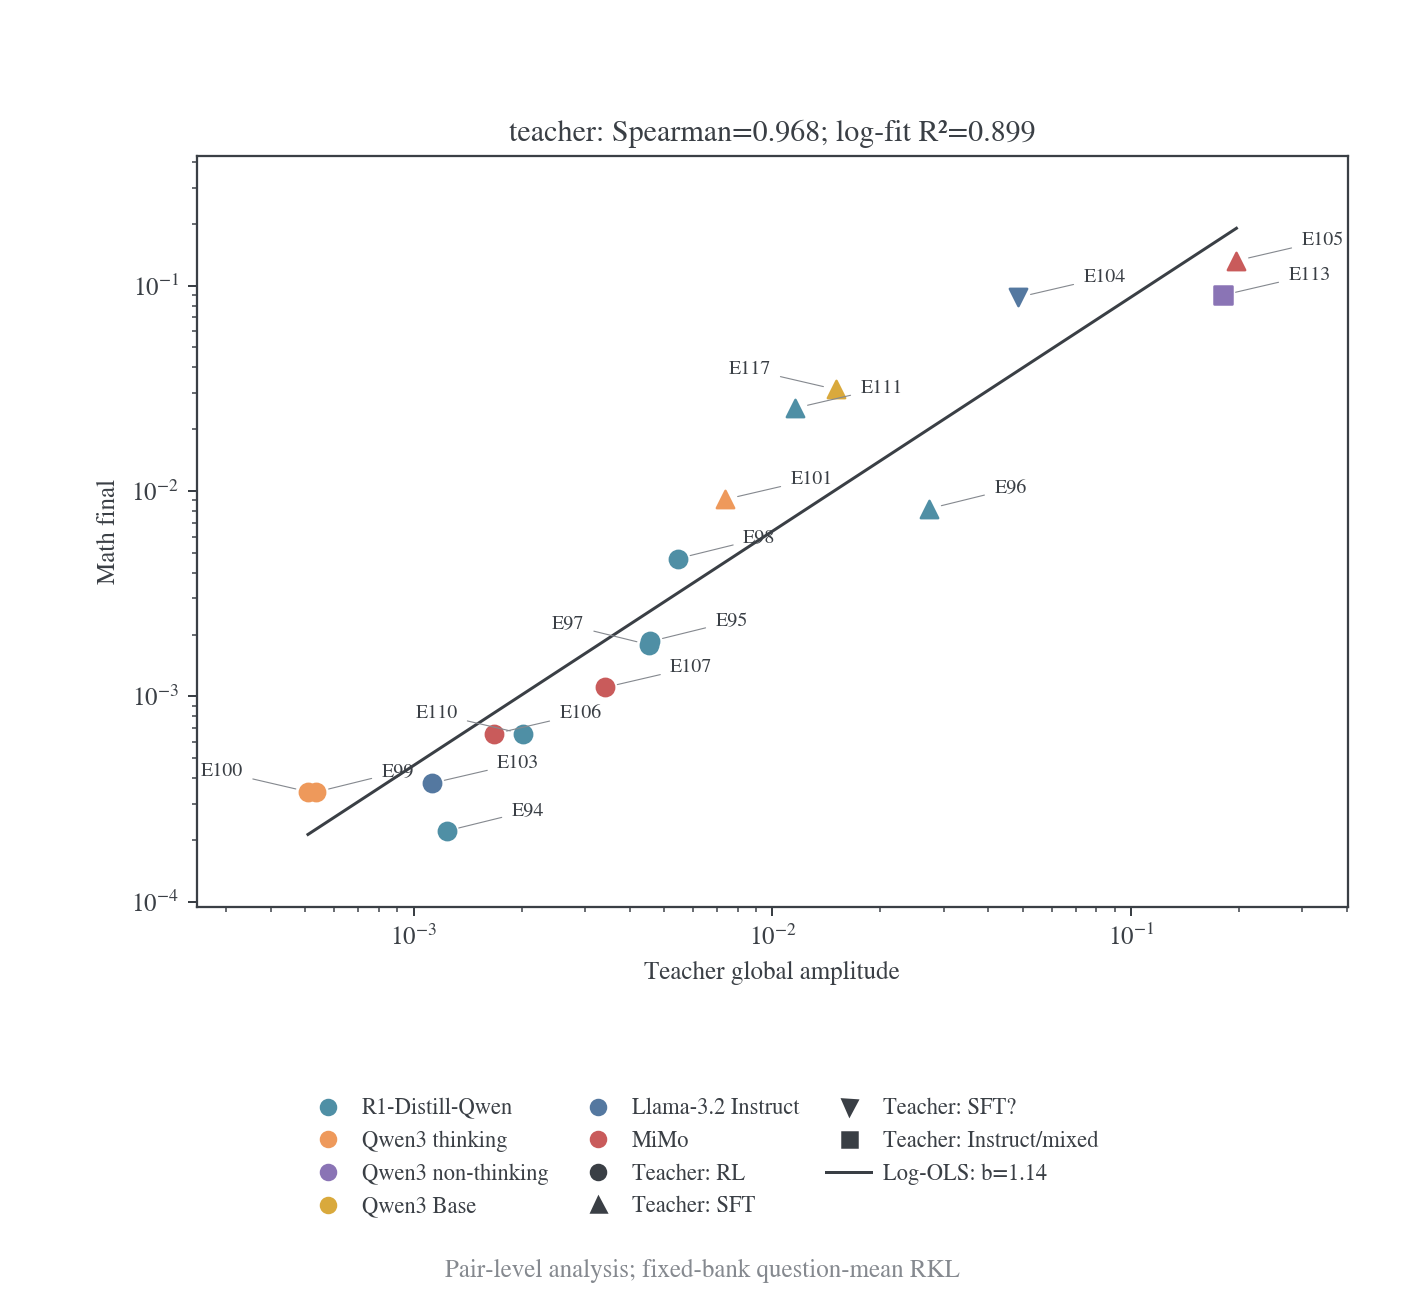 teacher: Spearman=0.968; log-fit R²=0.899
Math final
10⁻¹
10⁻²
10⁻³
10⁻⁴
E105
E113
E104
E117
E111
E101
E96
E98
E97
E95
E107
E110
E106
E103
E100
E99
E94
10⁻³
10⁻²
10⁻¹
Teacher global amplitude
R1-Distill-Qwen
Qwen3 thinking
Qwen3 non-thinking
Qwen3 Base
Llama-3.2 Instruct
MiMo
Teacher: RL
Teacher: SFT
Teacher: SFT?
Teacher: Instruct/mixed
Log-OLS: b=1.14
Pair-level analysis; fixed-bank question-mean RKL